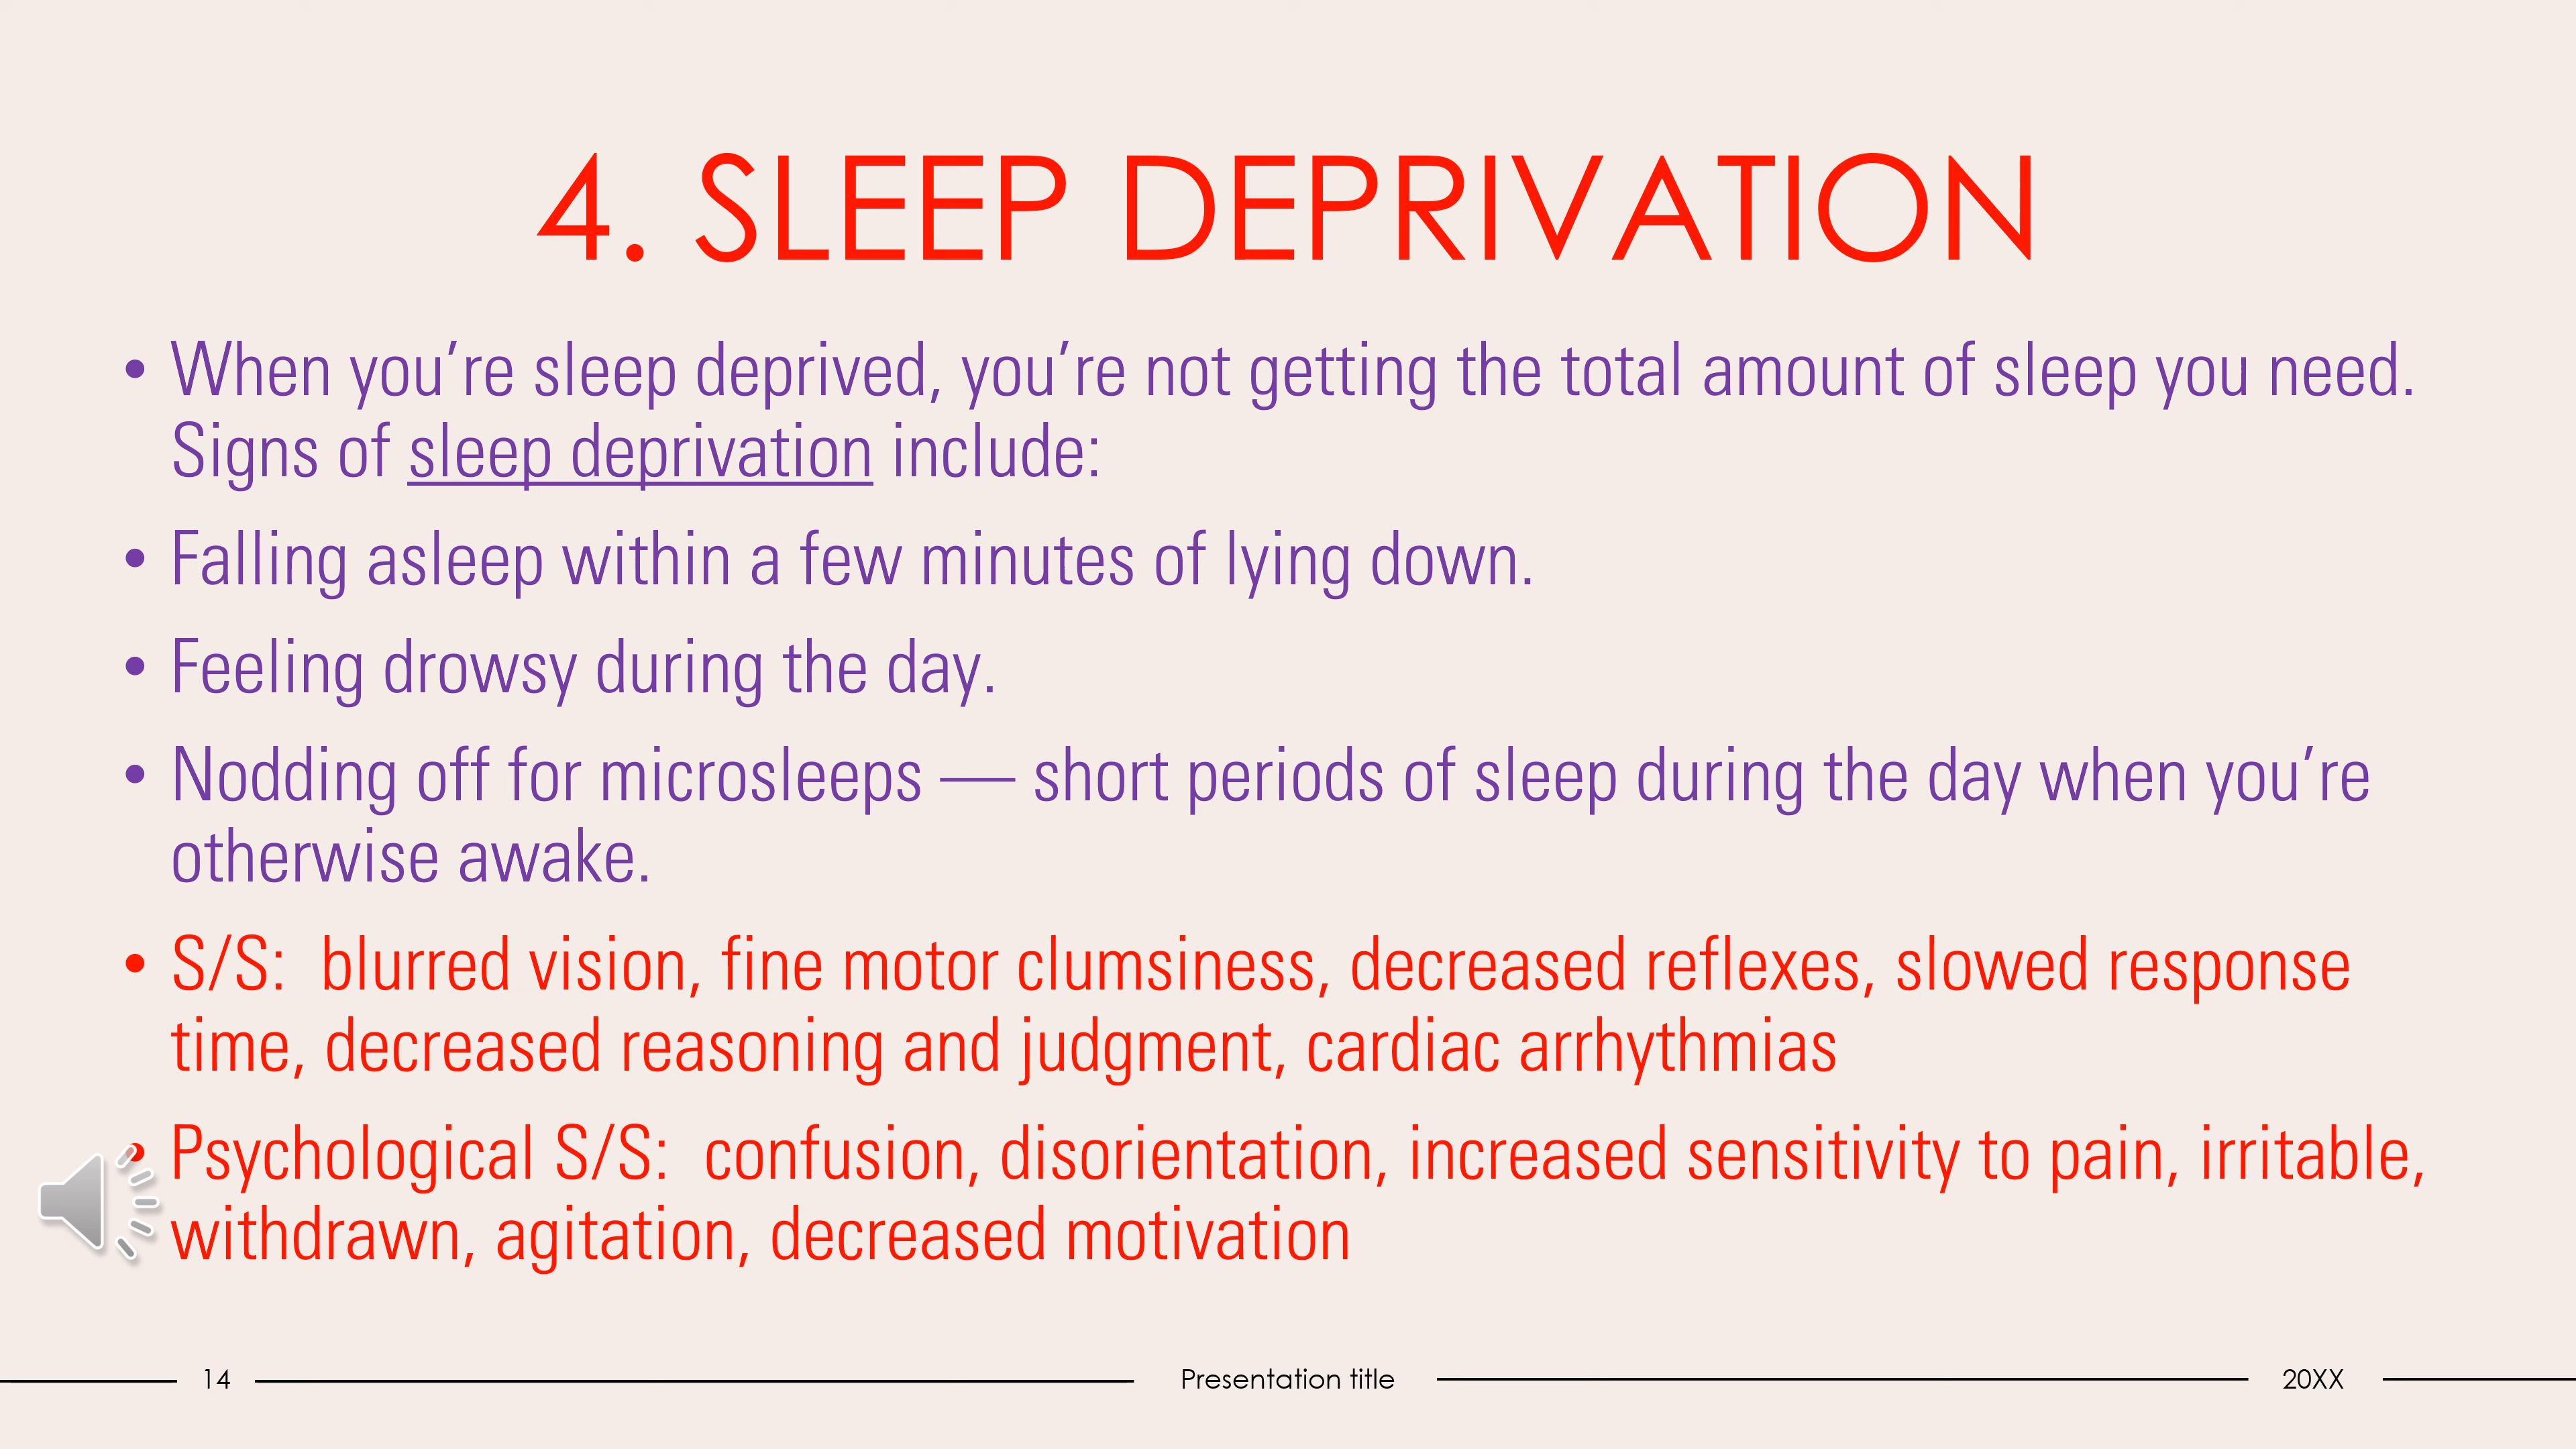 4. SLEEP DEPRIVATION
• When you’re sleep deprived, you’re not getting the total amount of sleep you need.
Signs of sleep deprivation include:
• Falling asleep within a few minutes of lying down.
• Feeling drowsy during the day.
• Nodding off for microsleeps — short periods of sleep during the day when you’re
otherwise awake.
• S/S:  blurred vision, fine motor clumsiness, decreased reflexes, slowed response
time, decreased reasoning and judgment, cardiac arrhythmias
• Psychological S/S:  confusion, disorientation, increased sensitivity to pain, irritable,
withdrawn, agitation, decreased motivation
14 Presentation title 20XX